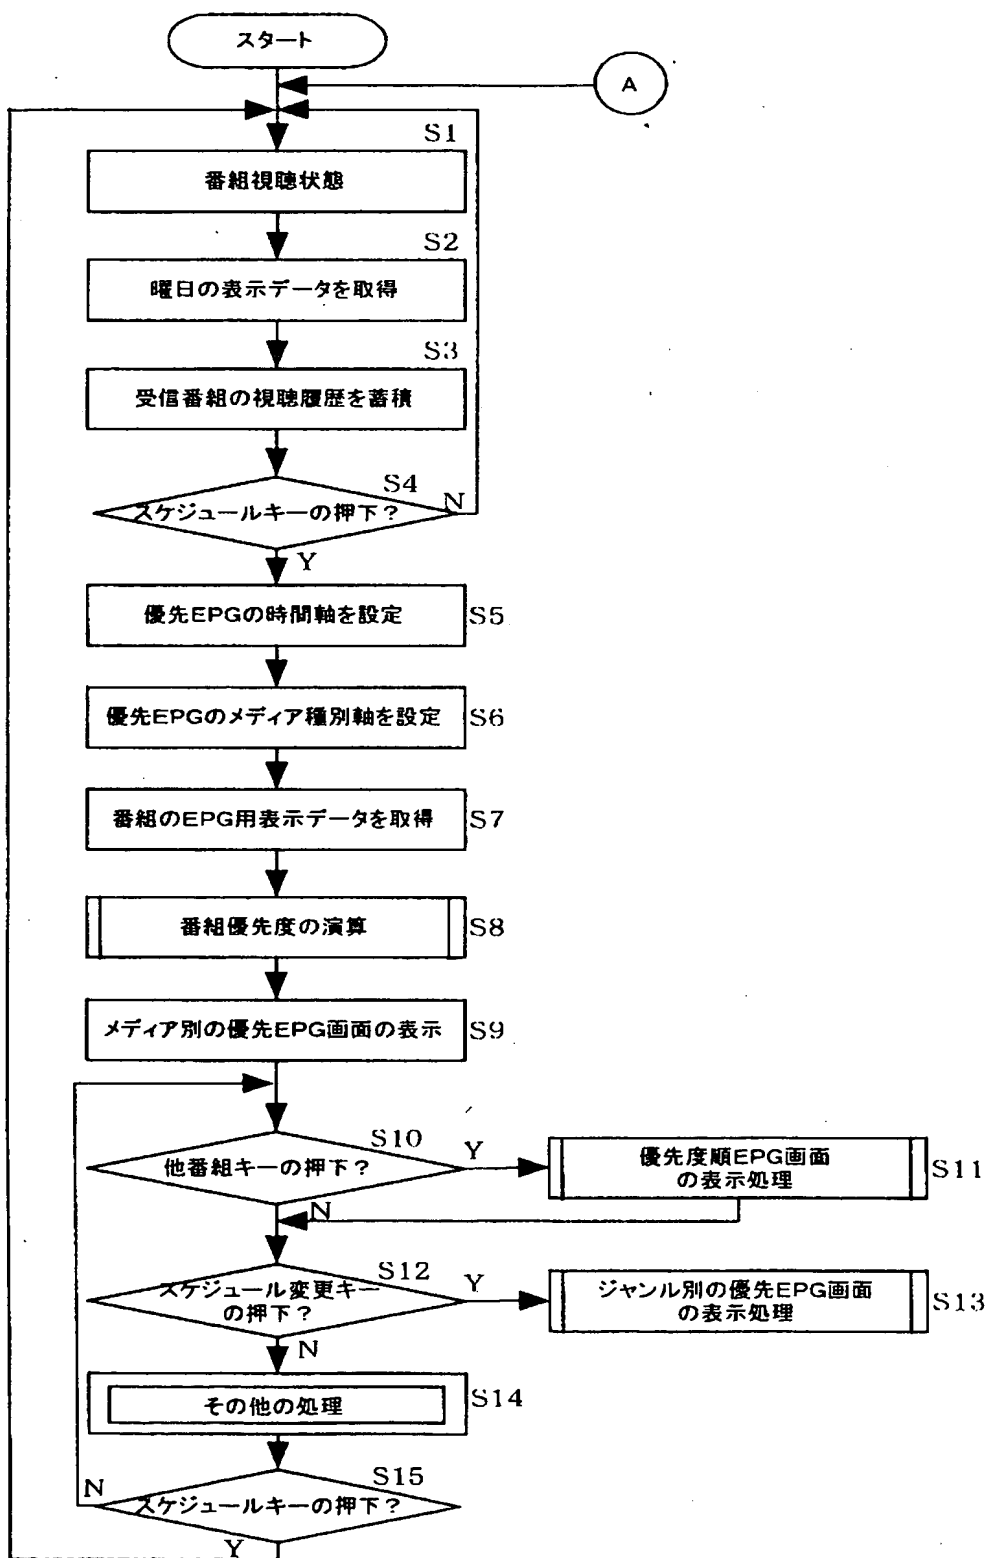 スタート
A
S1
番組視聴状態
S2
曜日の表示データを取得
S3
受信番組の視聴履歴を蓄積
S4
スケジュールキーの押下？
N
Y
優先EPGの時間軸を設定
S5
優先EPGのメディア種別軸を設定
S6
番組のEPG用表示データを取得
S7
番組優先度の演算
S8
メディア別の優先EPG画面の表示
S9
S10
他番組キーの押下？
Y
優先度順EPG画面
の表示処理
S11
N
S12
スケジュール変更キー
の押下？
Y
ジャンル別の優先EPG画面
の表示処理
S13
N
その他の処理
S14
S15
N
スケジュールキーの押下？
Y